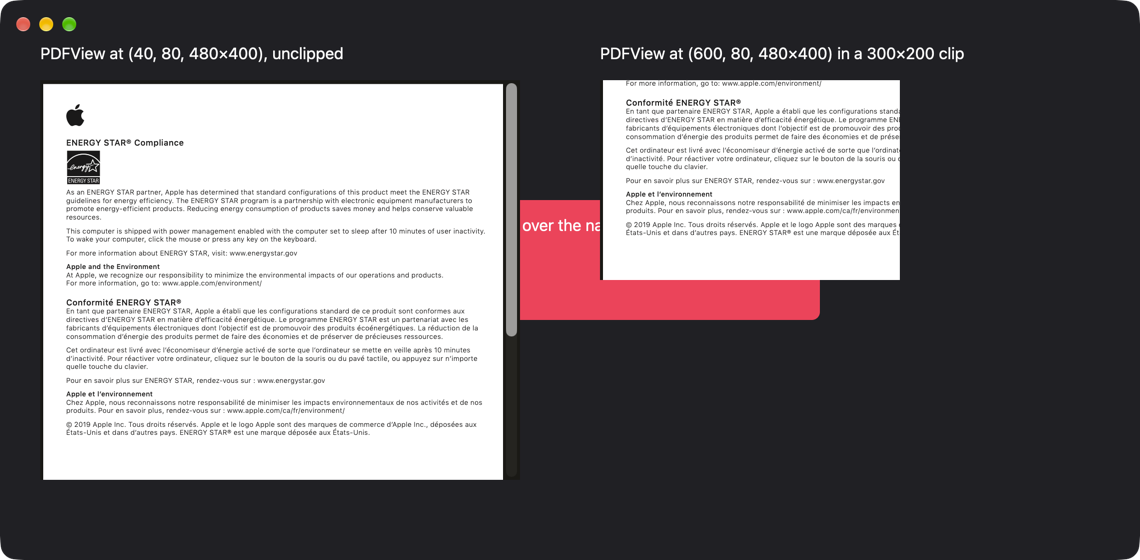 PDFView at (40, 80, 480×400), unclipped
ENERGY STAR® Compliance
energy
ENERGY STAR
As an ENERGY STAR partner, Apple has determined that standard configurations of this product meet the ENERGY STAR
guidelines for energy efficiency. The ENERGY STAR program is a partnership with electronic equipment manufacturers to
promote energy-efficient products. Reducing energy consumption of products saves money and helps conserve valuable
resources.
This computer is shipped with power management enabled with the computer set to sleep after 10 minutes of user inactivity.
To wake your computer, click the mouse or press any key on the keyboard.
For more information about ENERGY STAR, visit: www.energystar.gov
Apple and the Environment
At Apple, we recognize our responsibility to minimize the environmental impacts of our operations and products.
For more information, go to: www.apple.com/environment/
Conformité ENERGY STAR®
En tant que partenaire ENERGY STAR, Apple a établi que les configurations standard de ce produit sont conformes aux
directives d'ENERGY STAR en matière d'efficacité énergétique. Le programme ENERGY STAR est un partenariat avec les
fabricants d'équipements électroniques dont l'objectif est de promouvoir des produits écoénergétiques. La réduction de la
consommation d'énergie des produits permet de faire des économies et de préserver de précieuses ressources.
Cet ordinateur est livré avec l'économiseur d'énergie activé de sorte que l'ordinateur se mette en veille après 10 minutes
d'inactivité. Pour réactiver votre ordinateur, cliquez sur le bouton de la souris ou du pavé tactile, ou appuyez sur n'importe
quelle touche du clavier.
Pour en savoir plus sur ENERGY STAR, rendez-vous sur : www.energystar.gov
Apple et l'environnement
Chez Apple, nous reconnaissons notre responsabilité de minimiser les impacts environnementaux de nos activités et de nos
produits. Pour en savoir plus, rendez-vous sur : www.apple.com/ca/fr/environment/
© 2019 Apple Inc. Tous droits réservés. Apple et le logo Apple sont des marques de commerce d'Apple Inc., déposées aux
États-Unis et dans d'autres pays. ENERGY STAR® est une marque déposée aux États-Unis.
over the na
PDFView at (600, 80, 480×400) in a 300×200 clip
For more information, go to: www.apple.com/environment/
Conformité ENERGY STAR®
En tant que partenaire ENERGY STAR, Apple a établi que les configurations standa
directives d'ENERGY STAR en matière d'efficacité énergétique. Le programme EN
fabricants d'équipements électroniques dont l'objectif est de promouvoir des pro
consommation d'énergie des produits permet de faire des économies et de prése
Cet ordinateur est livré avec l'économiseur d'énergie activé de sorte que l'ordinat
d'inactivité. Pour réactiver votre ordinateur, cliquez sur le bouton de la souris ou
quelle touche du clavier.
Pour en savoir plus sur ENERGY STAR, rendez-vous sur : www.energystar.gov
Apple et l'environnement
Chez Apple, nous reconnaissons notre responsabilité de minimiser les impacts en
produits. Pour en savoir plus, rendez-vous sur : www.apple.com/ca/fr/environmen
© 2019 Apple Inc. Tous droits réservés. Apple et le logo Apple sont des marques
États-Unis et dans d'autres pays. ENERGY STAR® est une marque déposée aux Ét